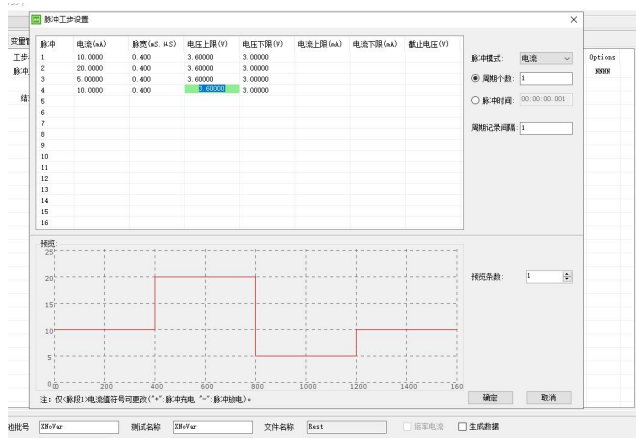 脉冲工步设置
变量
脉冲 电流(mA) 脉宽(mS.μS) 电压上限(V) 电压下限(V) 电流上限(mA) 电流下限(mA) 截止电压(V)
1 10.0000 0.400 3.60000 3.00000
2 20.0000 0.400 3.60000 3.00000
3 5.00000 0.400 3.60000 3.00000
4 10.0000 0.400 3.60000 3.00000
5
6
7
8
9
10
11
12
13
14
15
16
工步
脉冲
结
脉冲模式: 电流
周期个数: 1
脉冲时间: 00:00:00.001
周期记录间隔: 1
Options
NNNN
预览:
25
20
15
10
5
0
200 400 600 800 1000 1200 1400 160
预览条数: 1
注: 仅<脉段1>电流值符号可更改("+":脉冲充电 "-":脉冲放电)。
确定 取消
池批号 XNoVar 测试名称 XNoVar 文件名称 Rest 倍率电流 生成数据